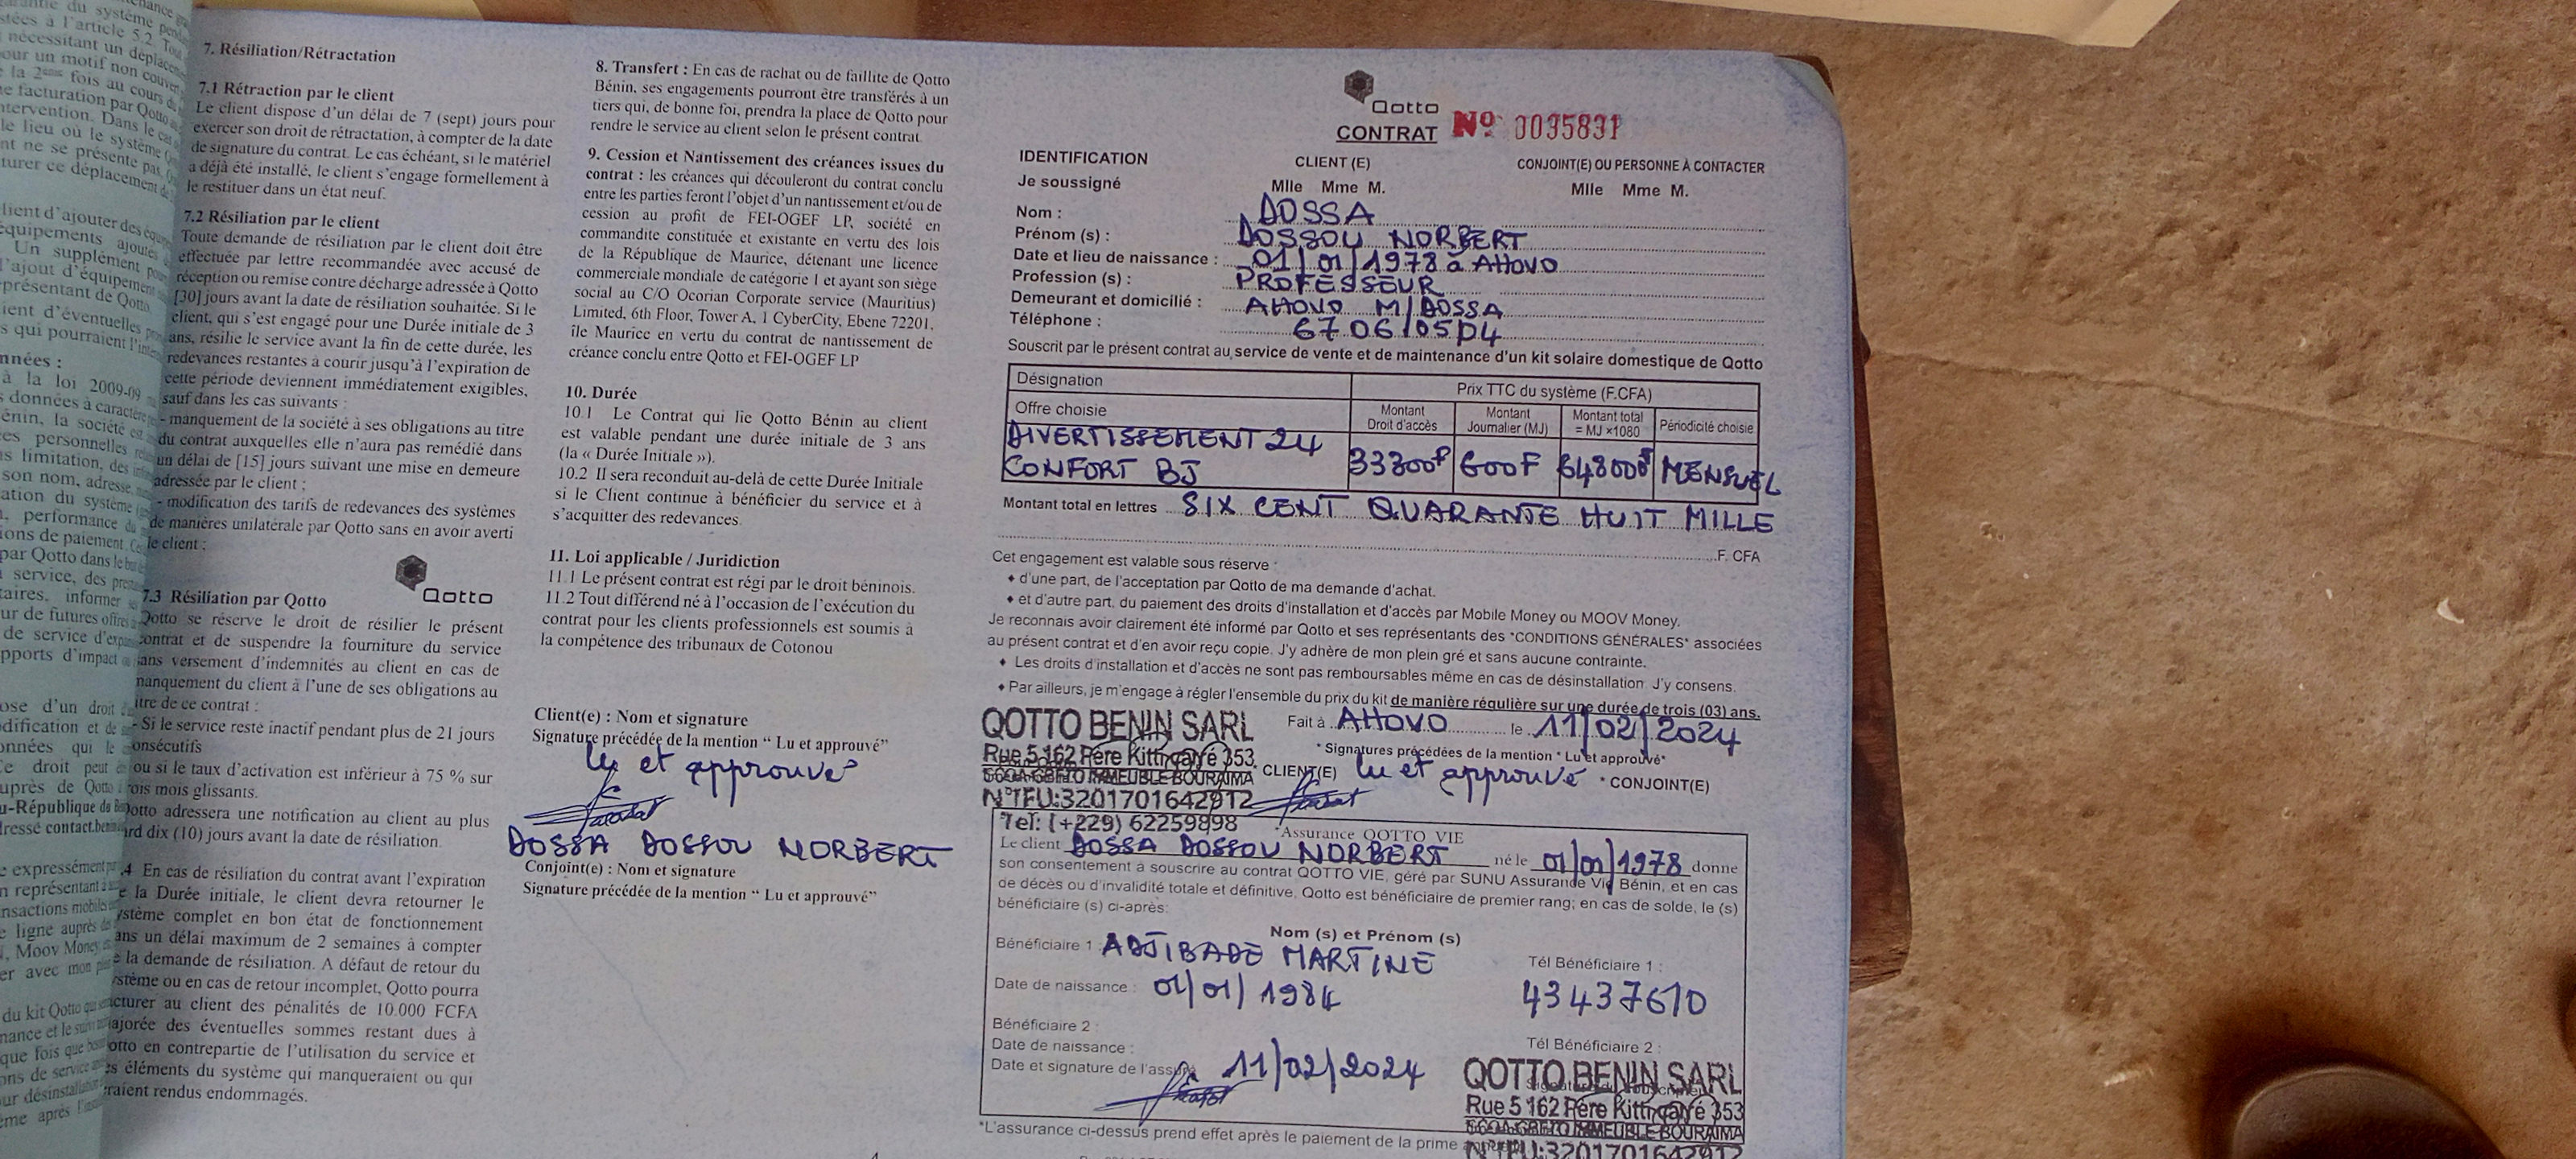 7. Résiliation/Rétractation
7.1 Rétraction par le client
Le client dispose d'un délai de 7 (sept) jours pour
exercer son droit de rétractation, à compter de la date
de signature du contrat. Le cas échéant, si le matériel
a déjà été installé, le client s'engage formellement à
le restituer dans un état neuf.
7.2 Résiliation par le client
Toute demande de résiliation par le client doit être
effectuée par lettre recommandée avec accusé de
réception ou remise contre décharge adressée à Qotto
[30] jours avant la date de résiliation souhaitée. Si le
client, qui s'est engagé pour une Durée initiale de 3
ans, résilie le service avant la fin de cette durée, les
redevances restantes à courir jusqu'à l'expiration de
cette période deviennent immédiatement exigibles,
sauf dans les cas suivants :
- manquement de la société à ses obligations au titre
du contrat auxquelles elle n'aura pas remédié dans
un délai de [15] jours suivant une mise en demeure
adressée par le client ;
- modification des tarifs de redevances des systèmes
de manières unilatérale par Qotto sans en avoir averti
le client ;
Qotto
7.3 Résiliation par Qotto
Qotto se réserve le droit de résilier le présent
contrat et de suspendre la fourniture du service
sans versement d'indemnités au client en cas de
manquement du client à l'une de ses obligations au
titre de ce contrat :
- Si le service reste inactif pendant plus de 21 jours
consécutifs
ou si le taux d'activation est inférieur à 75 % sur
trois mois glissants.
Qotto adressera une notification au client au plus
tard dix (10) jours avant la date de résiliation.
.4 En cas de résiliation du contrat avant l'expiration
de la Durée initiale, le client devra retourner le
système complet en bon état de fonctionnement
dans un délai maximum de 2 semaines à compter
de la demande de résiliation. A défaut de retour du
système ou en cas de retour incomplet, Qotto pourra
facturer au client des pénalités de 10.000 FCFA
majorée des éventuelles sommes restant dues à
Qotto en contrepartie de l'utilisation du service et
des éléments du système qui manqueraient ou qui
seraient rendus endommagés.
8. Transfert : En cas de rachat ou de faillite de Qotto
Bénin, ses engagements pourront être transférés à un
tiers qui, de bonne foi, prendra la place de Qotto pour
rendre le service au client selon le présent contrat.
9. Cession et Nantissement des créances issues du
contrat : les créances qui découleront du contrat conclu
entre les parties feront l'objet d'un nantissement et/ou de
cession au profit de FEI-OGEF LP, société en
commandite constituée et existante en vertu des lois
de la République de Maurice, détenant une licence
commerciale mondiale de catégorie 1 et ayant son siège
social au C/O Ocorian Corporate service (Mauritius)
Limited, 6th Floor, Tower A, 1 CyberCity, Ebene 72201,
île Maurice en vertu du contrat de nantissement de
créance conclu entre Qotto et FEI-OGEF LP
10. Durée
10.1 Le Contrat qui lie Qotto Bénin au client
est valable pendant une durée initiale de 3 ans
(la « Durée Initiale »).
10.2 Il sera reconduit au-delà de cette Durée Initiale
si le Client continue à bénéficier du service et à
s'acquitter des redevances.
11. Loi applicable / Juridiction
11.1 Le présent contrat est régi par le droit béninois.
11.2 Tout différend né à l'occasion de l'exécution du
contrat pour les clients professionnels est soumis à
la compétence des tribunaux de Cotonou
Client(e) : Nom et signature
Signature précédée de la mention " Lu et approuvé"
lu et approuvé
DOSSA DOSSOU NORBERT
Conjoint(e) : Nom et signature
Signature précédée de la mention " Lu et approuvé"
Qotto
CONTRAT Nº 0035831
IDENTIFICATION CLIENT (E) CONJOINT(E) OU PERSONNE À CONTACTER
Je soussigné Mlle Mme M. Mlle Mme M.
Nom : DOSSA
Prénom (s) : DOSSOU NORBERT
Date et lieu de naissance : 01/01/1978 à AHOVO
Profession (s) : PROFESSEUR
Demeurant et domicilié : AHOVO M/DOSSA
Téléphone : 67 06 05 04
Souscrit par le présent contrat au service de vente et de maintenance d'un kit solaire domestique de Qotto
Désignation Prix TTC du système (F.CFA)
Offre choisie Montant Droit d'accès Montant Journalier (MJ) Montant total = MJ ×1080 Périodicité choisie
DIVERTISSEMENT 24
CONFORT BJ 33300F 600F 648000F MENSUEL
Montant total en lettres SIX CENT QUARANTE HUIT MILLE
F. CFA
Cet engagement est valable sous réserve :
♦ d'une part, de l'acceptation par Qotto de ma demande d'achat.
♦ et d'autre part, du paiement des droits d'installation et d'accès par Mobile Money ou MOOV Money.
Je reconnais avoir clairement été informé par Qotto et ses représentants des "CONDITIONS GÉNÉRALES" associées
au présent contrat et d'en avoir reçu copie. J'y adhère de mon plein gré et sans aucune contrainte.
♦ Les droits d'installation et d'accès ne sont pas remboursables même en cas de désinstallation. J'y consens.
♦ Par ailleurs, je m'engage à régler l'ensemble du prix du kit de manière régulière sur une durée de trois (03) ans.
QOTTO BENIN SARL
Rue 5 162 Père Kitti carré 353
SCOA-GBETO IMMEUBLE BOURAIMA
N°IFU:3201701642912
Tel: (+229) 62259898
Fait à AHOVO le 11/02/2024
* Signatures précédées de la mention " Lu et approuvé"
CLIENT(E) lu et approuvé * CONJOINT(E)
*Assurance QOTTO VIE
Le client DOSSA DOSSOU NORBERT né le 01/01/1978 donne
son consentement à souscrire au contrat QOTTO VIE, géré par SUNU Assurande Vie Bénin, et en cas
de décès ou d'invalidité totale et définitive, Qotto est bénéficiaire de premier rang; en cas de solde, le (s)
bénéficiaire (s) ci-après:
Nom (s) et Prénom (s)
Bénéficiaire 1 : ADJIBADE MARTINE Tél Bénéficiaire 1 :
Date de naissance : 01/01/1984 43437610
Bénéficiaire 2 :
Date de naissance : Tél Bénéficiaire 2 :
Date et signature de l'assuré 11/02/2024
QOTTO BENIN SARL
Rue 5 162 Père Kitti carré 353
SCOA-GBETO IMMEUBLE BOURAIMA
N°IFU:3201701642912
*L'assurance ci-dessus prend effet après le paiement de la prime